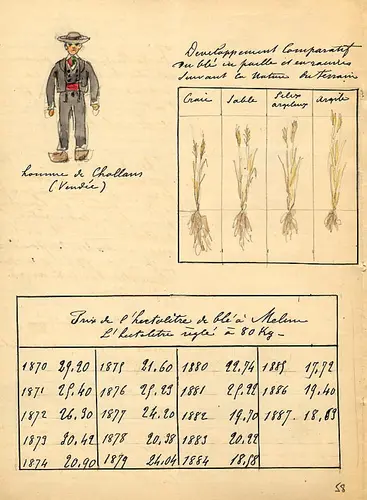 Homme de Challans
(Vendée)
Developpement Comparatif
du blé en paille et en racines
suivant la Nature du terrain
Craie Sable Silex argileux Argile
Prix de l'hectolitre de blé à Melun
L'hectolitre réglé à 80 Kg.
1870 29.20 1875 21.60 1880 22.74 1885 17.72
1871 25.40 1876 25.23 1881 25.22 1886 19.40
1872 26.30 1877 24.20 1882 19.70 1887 18.63
1873 30.42 1878 20.38 1883 20.22
1874 20.90 1879 24.04 1884 18.58
58